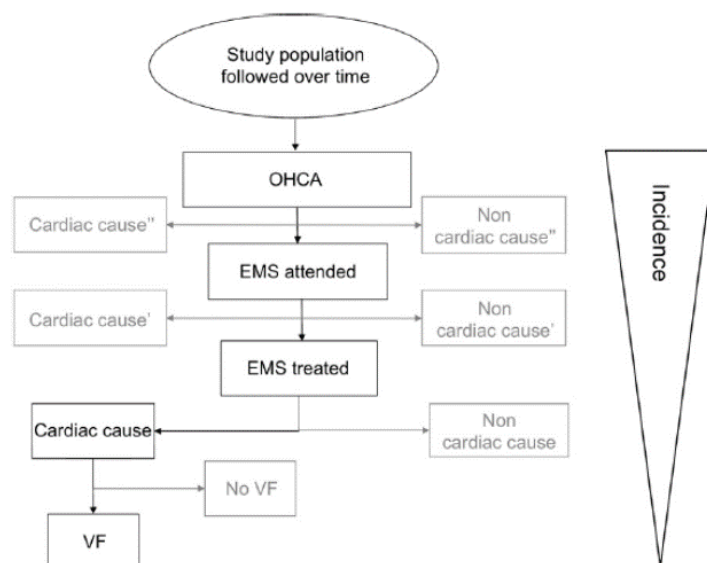 Study population
followed over time
OHCA
Cardiac cause"
Non
cardiac cause"
EMS attended
Cardiac cause'
Non
cardiac cause'
EMS treated
Cardiac cause
Non
cardiac cause
No VF
VF
Incidence